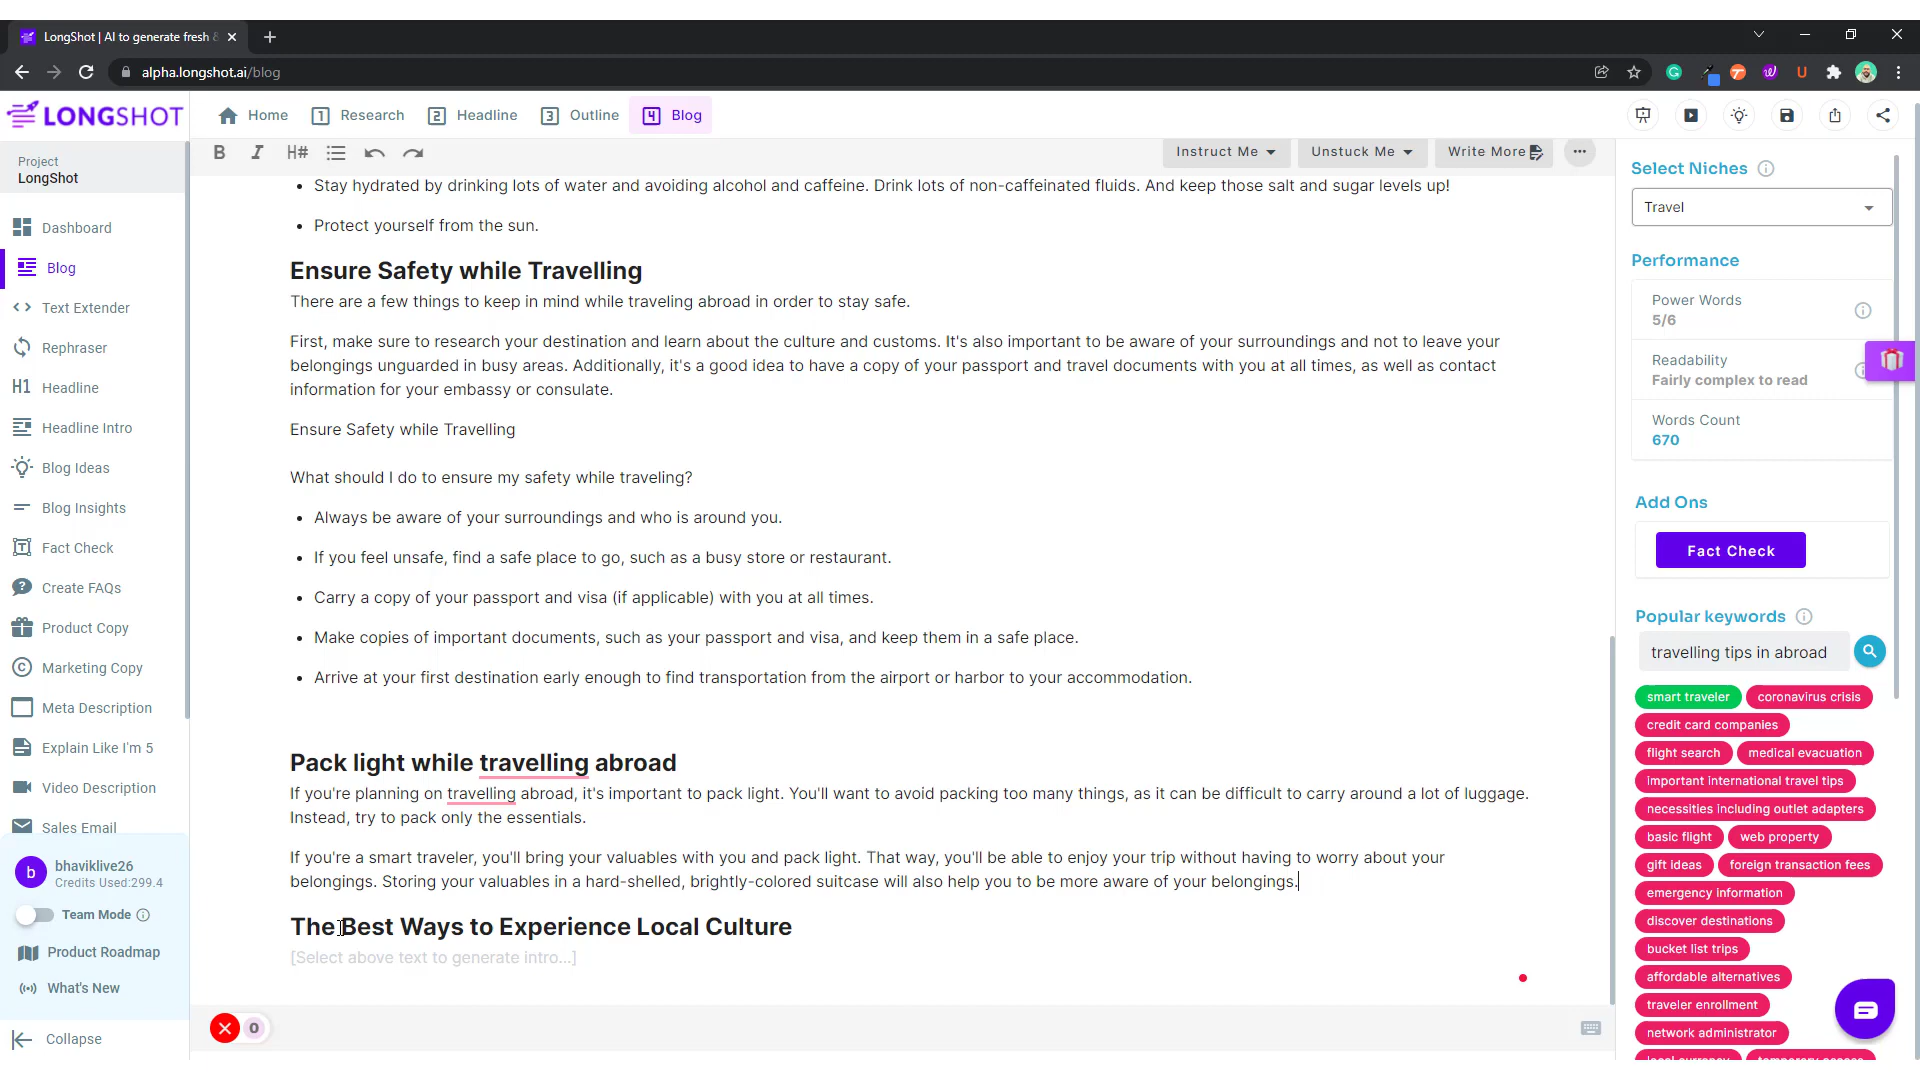 LongShot | AI to generate fresh &
alpha.longshot.ai/blog
LONGSHOT
Home
1 Research
2 Headline
3 Outline
4 Blog
Project
LongShot
Dashboard
Blog
Text Extender
Rephraser
H1 Headline
Headline Intro
Blog Ideas
Blog Insights
Fact Check
Create FAQs
Product Copy
Marketing Copy
Meta Description
Explain Like I'm 5
Video Description
Sales Email
b
bhaviklive26
Credits Used:299.4
Team Mode
Product Roadmap
What's New
Collapse
B I H#
Instruct Me
Unstuck Me
Write More
• Stay hydrated by drinking lots of water and avoiding alcohol and caffeine. Drink lots of non-caffeinated fluids. And keep those salt and sugar levels up!
• Protect yourself from the sun.
Ensure Safety while Travelling
There are a few things to keep in mind while traveling abroad in order to stay safe.
First, make sure to research your destination and learn about the culture and customs. It's also important to be aware of your surroundings and not to leave your
belongings unguarded in busy areas. Additionally, it's a good idea to have a copy of your passport and travel documents with you at all times, as well as contact
information for your embassy or consulate.
Ensure Safety while Travelling
What should I do to ensure my safety while traveling?
• Always be aware of your surroundings and who is around you.
• If you feel unsafe, find a safe place to go, such as a busy store or restaurant.
• Carry a copy of your passport and visa (if applicable) with you at all times.
• Make copies of important documents, such as your passport and visa, and keep them in a safe place.
• Arrive at your first destination early enough to find transportation from the airport or harbor to your accommodation.
Pack light while travelling abroad
If you're planning on travelling abroad, it's important to pack light. You'll want to avoid packing too many things, as it can be difficult to carry around a lot of luggage.
Instead, try to pack only the essentials.
If you're a smart traveler, you'll bring your valuables with you and pack light. That way, you'll be able to enjoy your trip without having to worry about your
belongings. Storing your valuables in a hard-shelled, brightly-colored suitcase will also help you to be more aware of your belongings.
The Best Ways to Experience Local Culture
[Select above text to generate intro...]
0
Select Niches
Travel
Performance
Power Words
5/6
Readability
Fairly complex to read
Words Count
670
Add Ons
Fact Check
Popular keywords
travelling tips in abroad
smart traveler
coronavirus crisis
credit card companies
flight search
medical evacuation
important international travel tips
necessities including outlet adapters
basic flight
web property
gift ideas
foreign transaction fees
emergency information
discover destinations
bucket list trips
affordable alternatives
traveler enrollment
network administrator